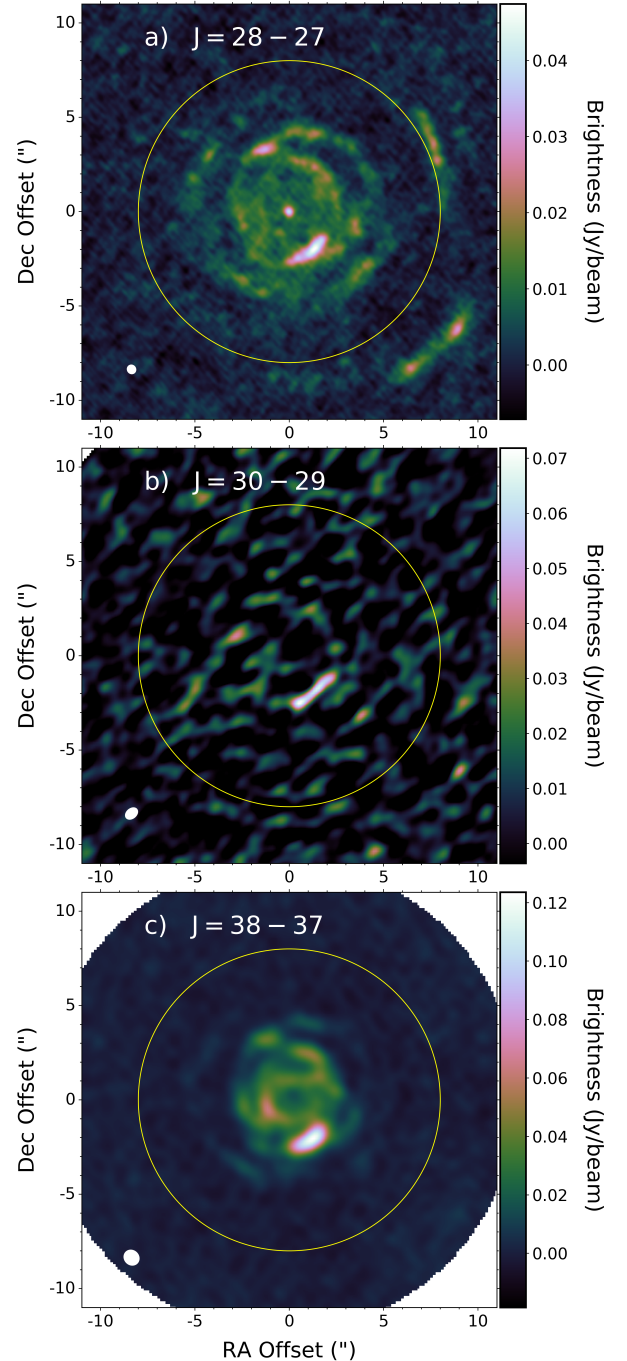 a) J = 28 − 27
10
5
0
-5
-10
Dec Offset (")
-10 -5 0 5 10
0.04
0.03
0.02
0.01
0.00
Brightness (Jy/beam)
b) J = 30 − 29
10
5
0
-5
-10
Dec Offset (")
-10 -5 0 5 10
0.07
0.06
0.05
0.04
0.03
0.02
0.01
0.00
Brightness (Jy/beam)
c) J = 38 − 37
10
5
0
-5
-10
Dec Offset (")
-10 -5 0 5 10
RA Offset (")
0.12
0.10
0.08
0.06
0.04
0.02
0.00
Brightness (Jy/beam)